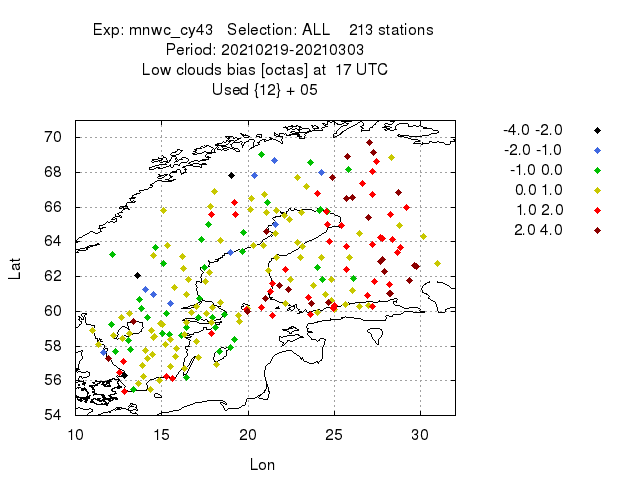 Exp: mnwc_cy43 Selection: ALL 213 stations
Period: 20210219-20210303
Low clouds bias [octas] at 17 UTC
Used {12} + 05
-4.0 -2.0
-2.0 -1.0
-1.0 0.0
0.0 1.0
1.0 2.0
2.0 4.0
70
68
66
64
62
60
58
56
54
Lat
10 15 20 25 30
Lon